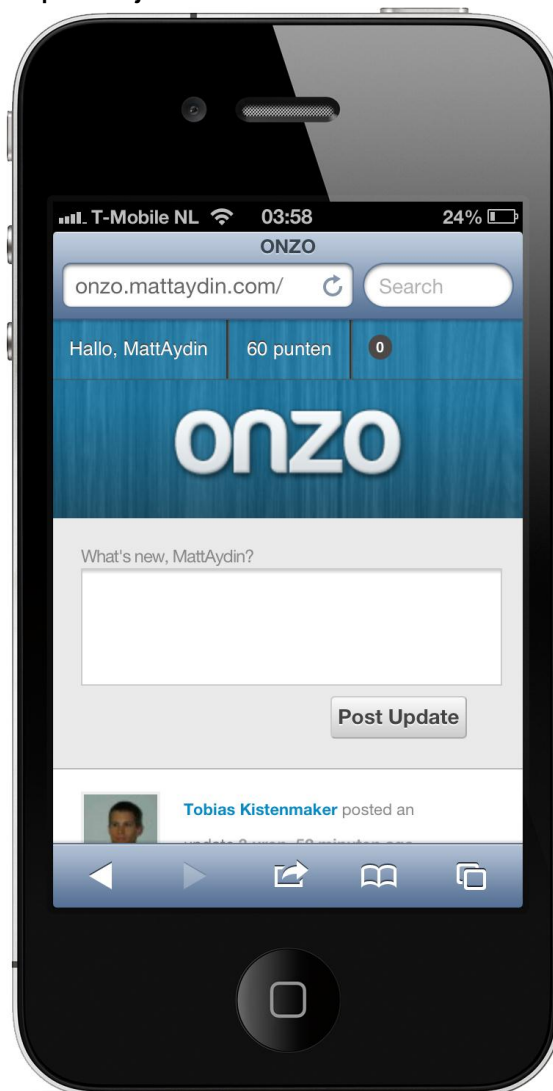 T-Mobile NL 03:58 24%
ONZO
onzo.mattaydin.com/ Search
Hallo, MattAydin 60 punten 0
onzo
What's new, MattAydin?
Post Update
Tobias Kistenmaker posted an